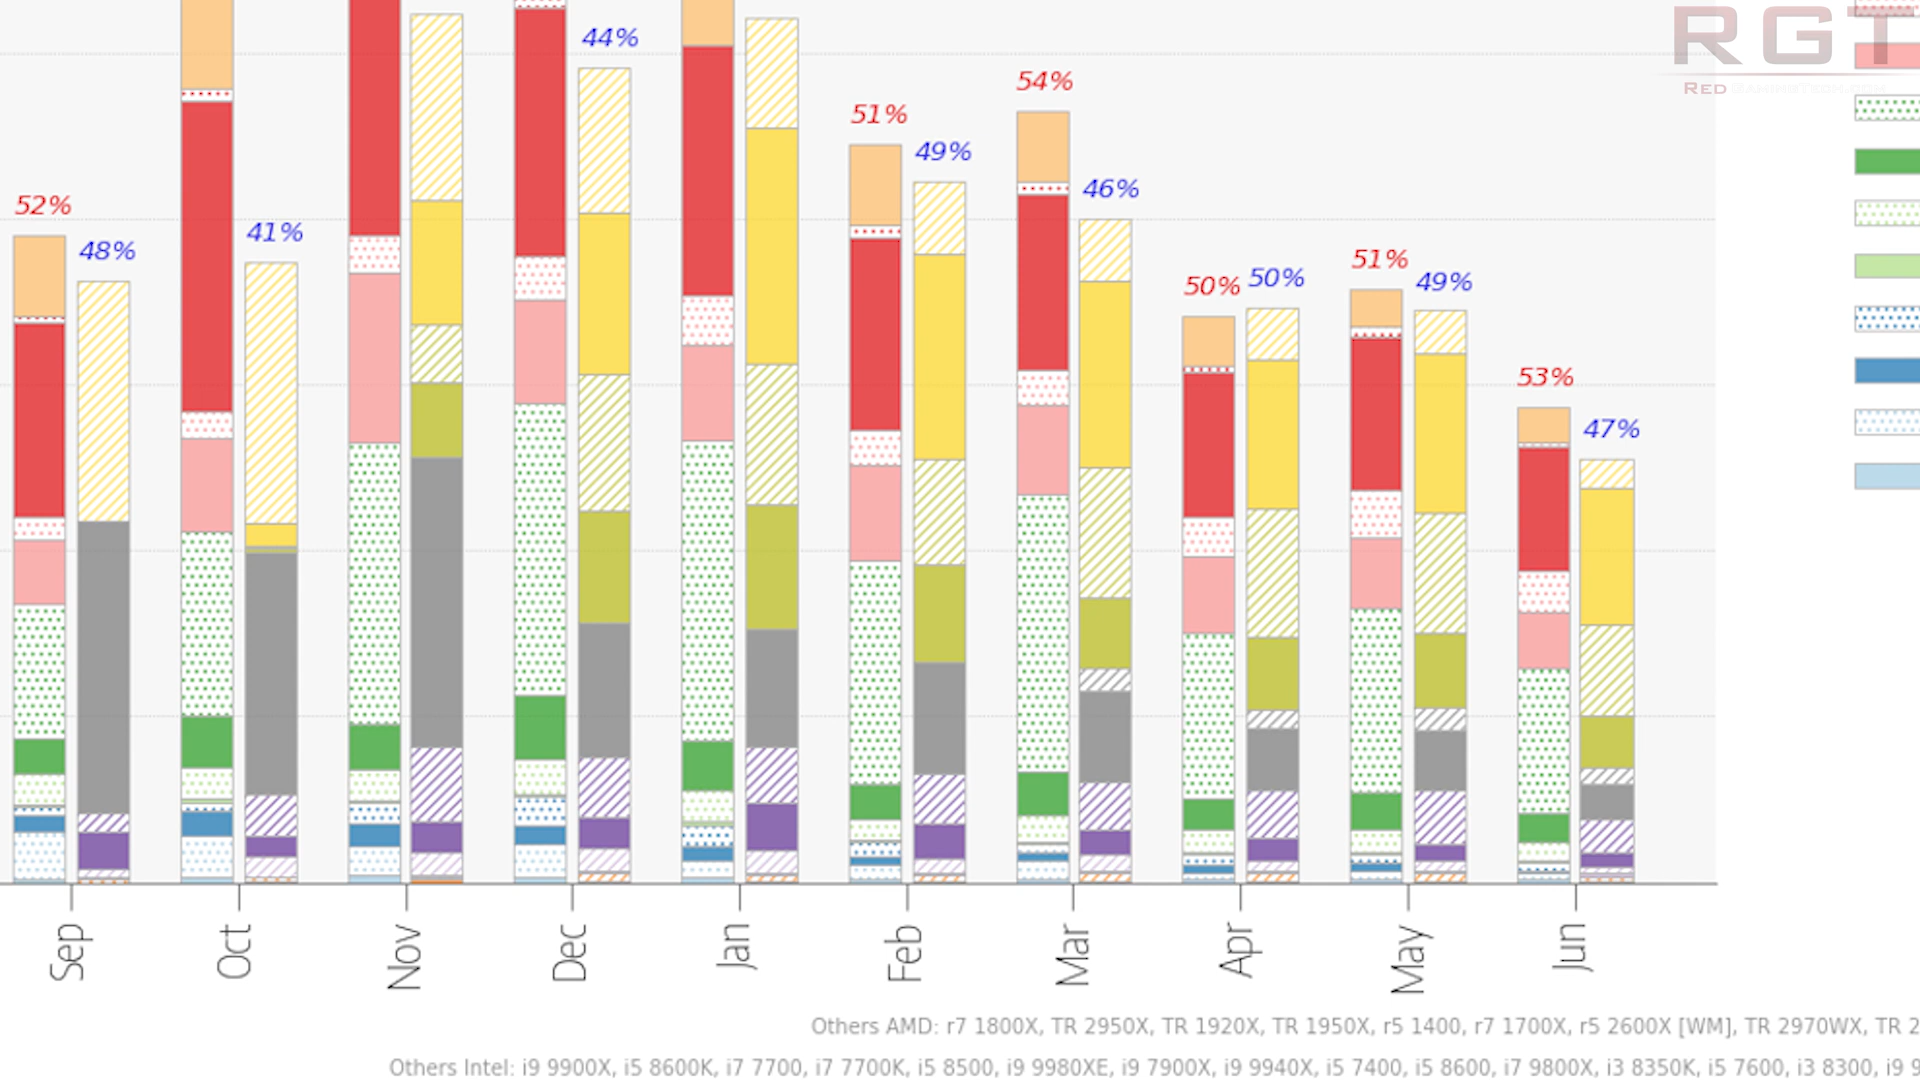 RGT
RED
44%
54%
51%
49%
46%
52%
48%
41%
50%
50%
51%
49%
53%
47%
Sep
Oct
Nov
Dec
Jan
Feb
Mar
Apr
May
Jun
Others AMD: r7 1800X, TR 2950X, TR 1920X, TR 1950X, r5 1400, r7 1700X, r5 2600X [WM], TR 2970WX, TR 2
Others Intel: i9 9900X, i5 8600K, i7 7700, i7 7700K, i5 8500, i9 9980XE, i9 7900X, i9 9940X, i5 7400, i5 8600, i7 9800X, i3 8350K, i5 7600, i3 8300, i9 9